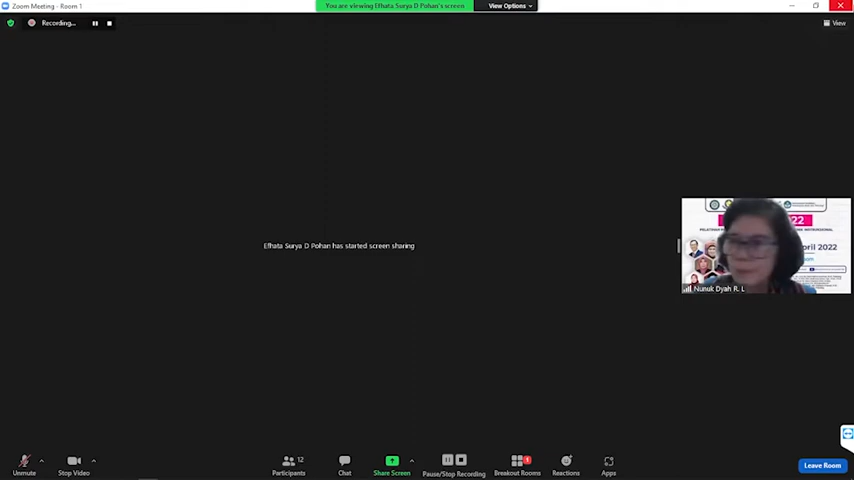 Zoom Meeting - Room 1
You are viewing Efhata Surya D Pohan's screen
View Options
Recording...
View
Efhata Surya D Pohan has started screen sharing
2022
April 2022
Nunuk Dyah R. L
Unmute
Stop Video
Participants
12
Chat
Share Screen
Pause/Stop Recording
Breakout Rooms
1
Reactions
Apps
Leave Room